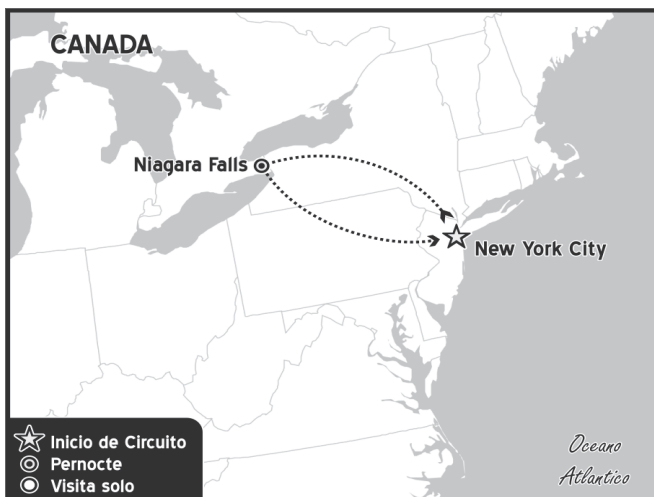 CANADA
Niagara Falls
New York City
Inicio de Circuito
Pernocte
Visita solo
Oceano
Atlantico